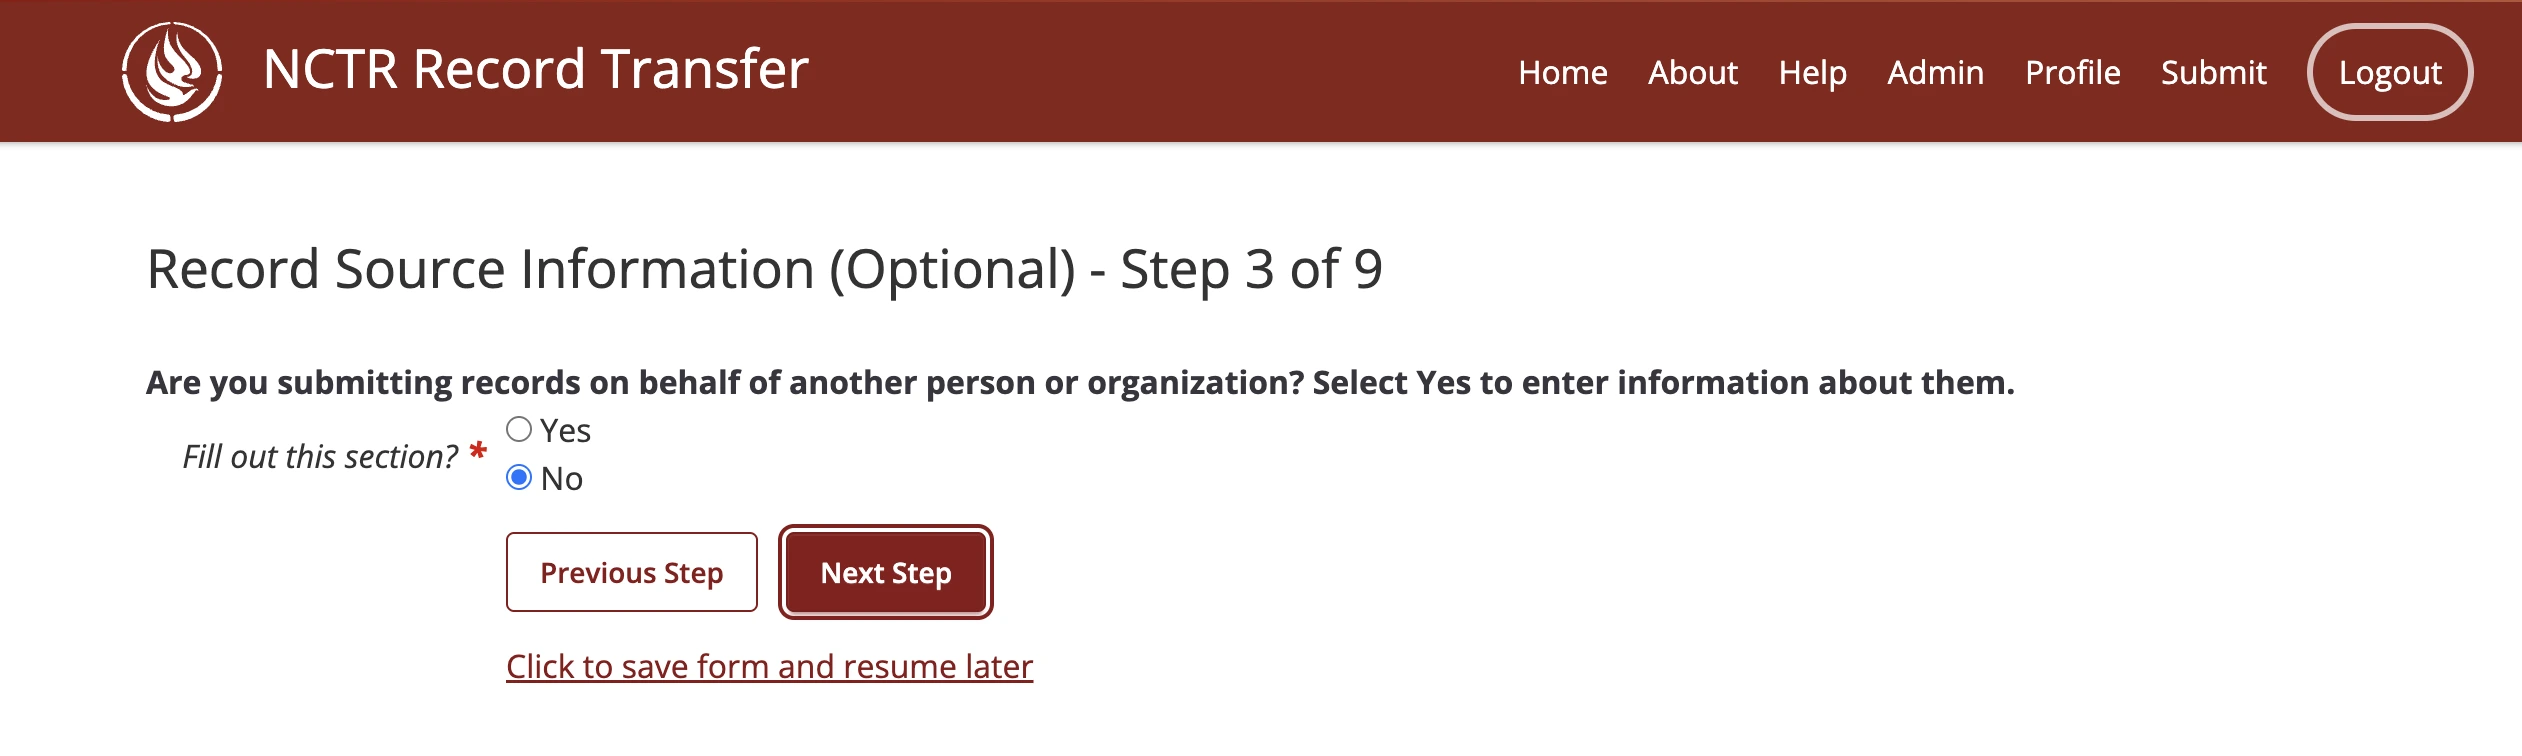 NCTR Record Transfer
Home About Help Admin Profile Submit Logout
Record Source Information (Optional) - Step 3 of 9
Are you submitting records on behalf of another person or organization? Select Yes to enter information about them.
Fill out this section? *
Yes
No
Previous Step Next Step
Click to save form and resume later